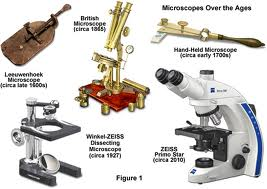 British
Microscope
(circa 1865)
Microscopes Over the Ages
Leeuwenhoek
Microscope
(circa late 1600s)
Hand-Held Microscope
(circa early 1700s)
Winkel-ZEISS
Dissecting
Microscope
(circa 1927)
ZEISS
Primo Star
(circa 2010)
Figure 1